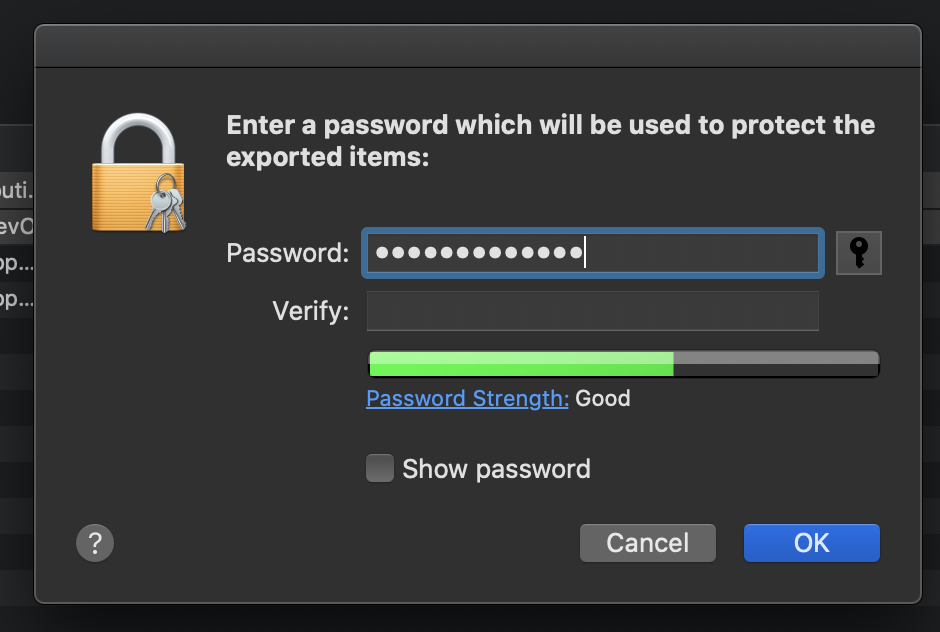 Enter a password which will be used to protect the
exported items:
outi...
evO
pp...
pp...
Password: ●●●●●●●●●●●●●
Verify:
Password Strength: Good
Show password
?
Cancel
OK